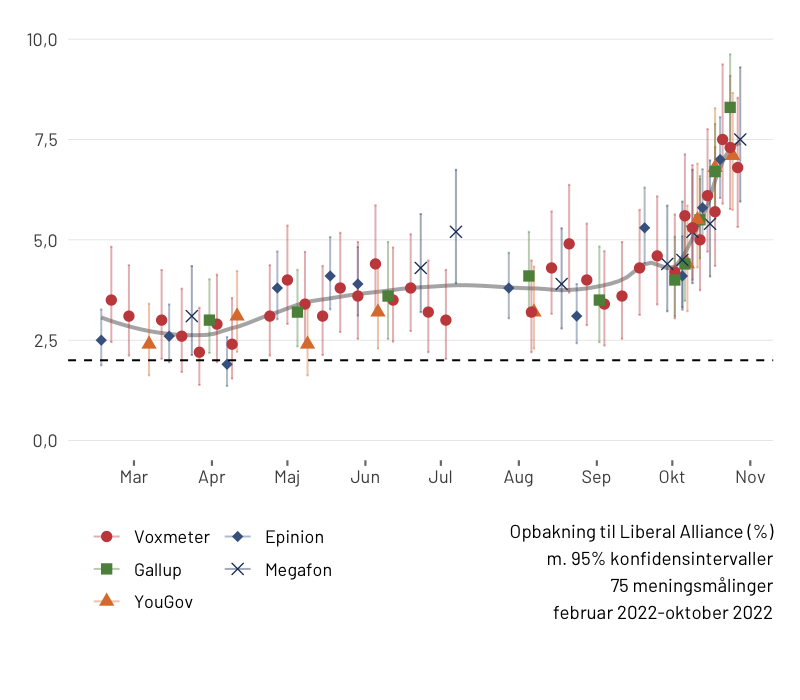 10,0
7,5
5,0
2,5
0,0
Mar Apr Maj Jun Jul Aug Sep Okt Nov
Voxmeter Epinion
Gallup Megafon
YouGov
Opbakning til Liberal Alliance (%)
m. 95% konfidensintervaller
75 meningsmålinger
februar 2022-oktober 2022